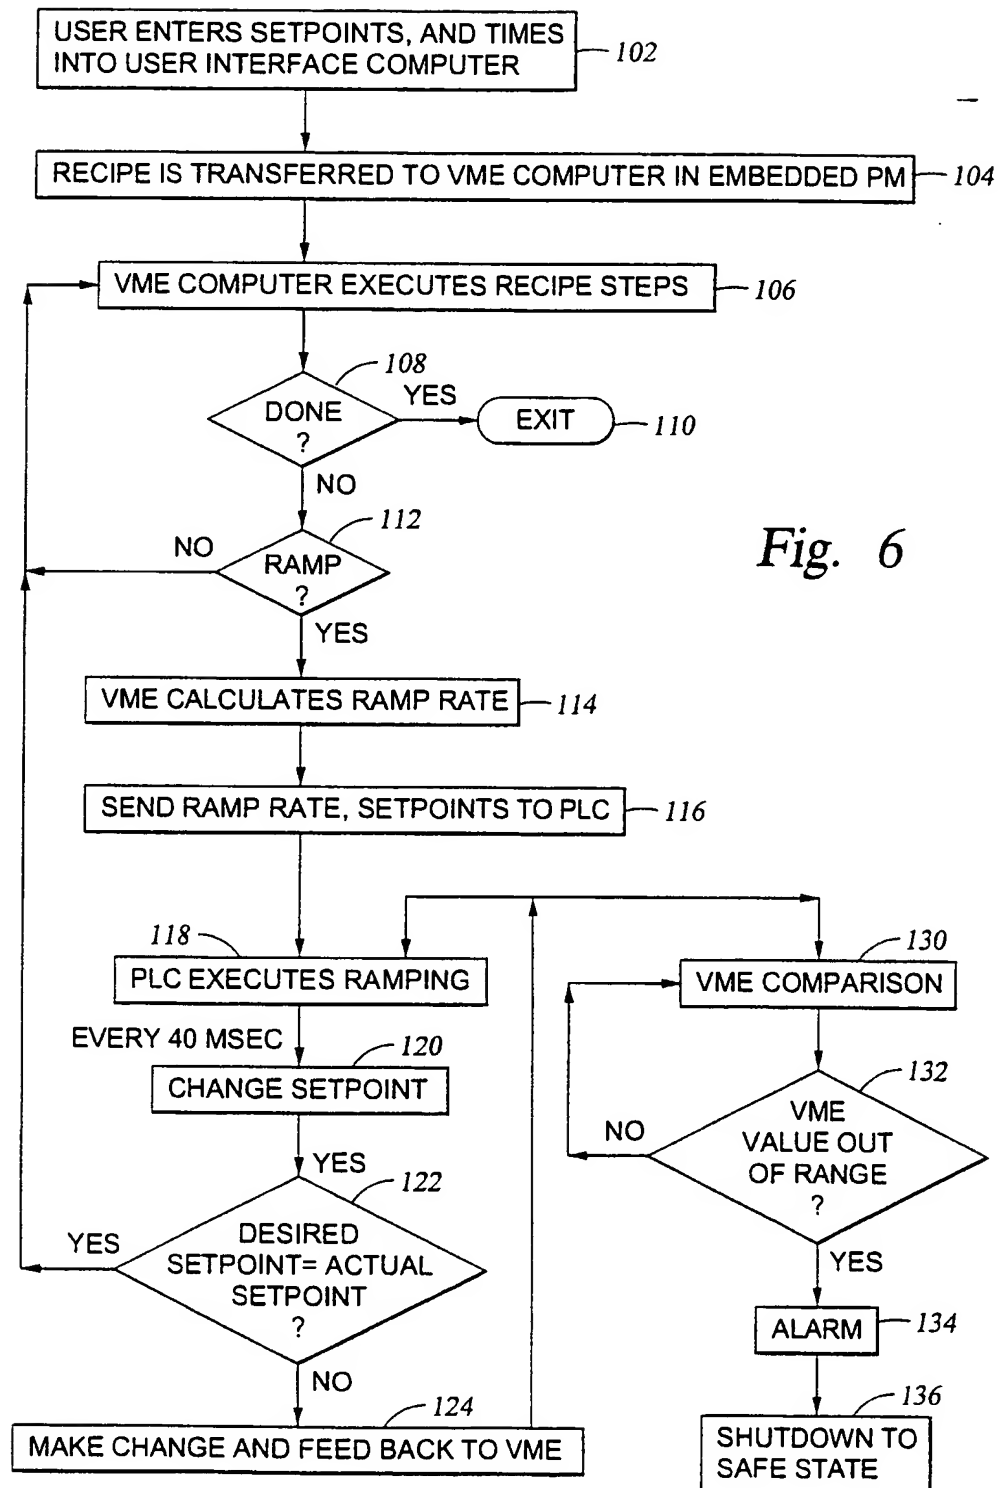 USER ENTERS SETPOINTS, AND TIMES
INTO USER INTERFACE COMPUTER
102
RECIPE IS TRANSFERRED TO VME COMPUTER IN EMBEDDED PM
104
VME COMPUTER EXECUTES RECIPE STEPS
106
108
DONE
?
YES
EXIT
110
NO
112
NO
RAMP
?
YES
Fig. 6
VME CALCULATES RAMP RATE
114
SEND RAMP RATE, SETPOINTS TO PLC
116
118
PLC EXECUTES RAMPING
EVERY 40 MSEC
120
CHANGE SETPOINT
YES
122
YES
DESIRED
SETPOINT= ACTUAL
SETPOINT
?
NO
124
MAKE CHANGE AND FEED BACK TO VME
130
VME COMPARISON
132
NO
VME
VALUE OUT
OF RANGE
?
YES
ALARM
134
136
SHUTDOWN TO
SAFE STATE